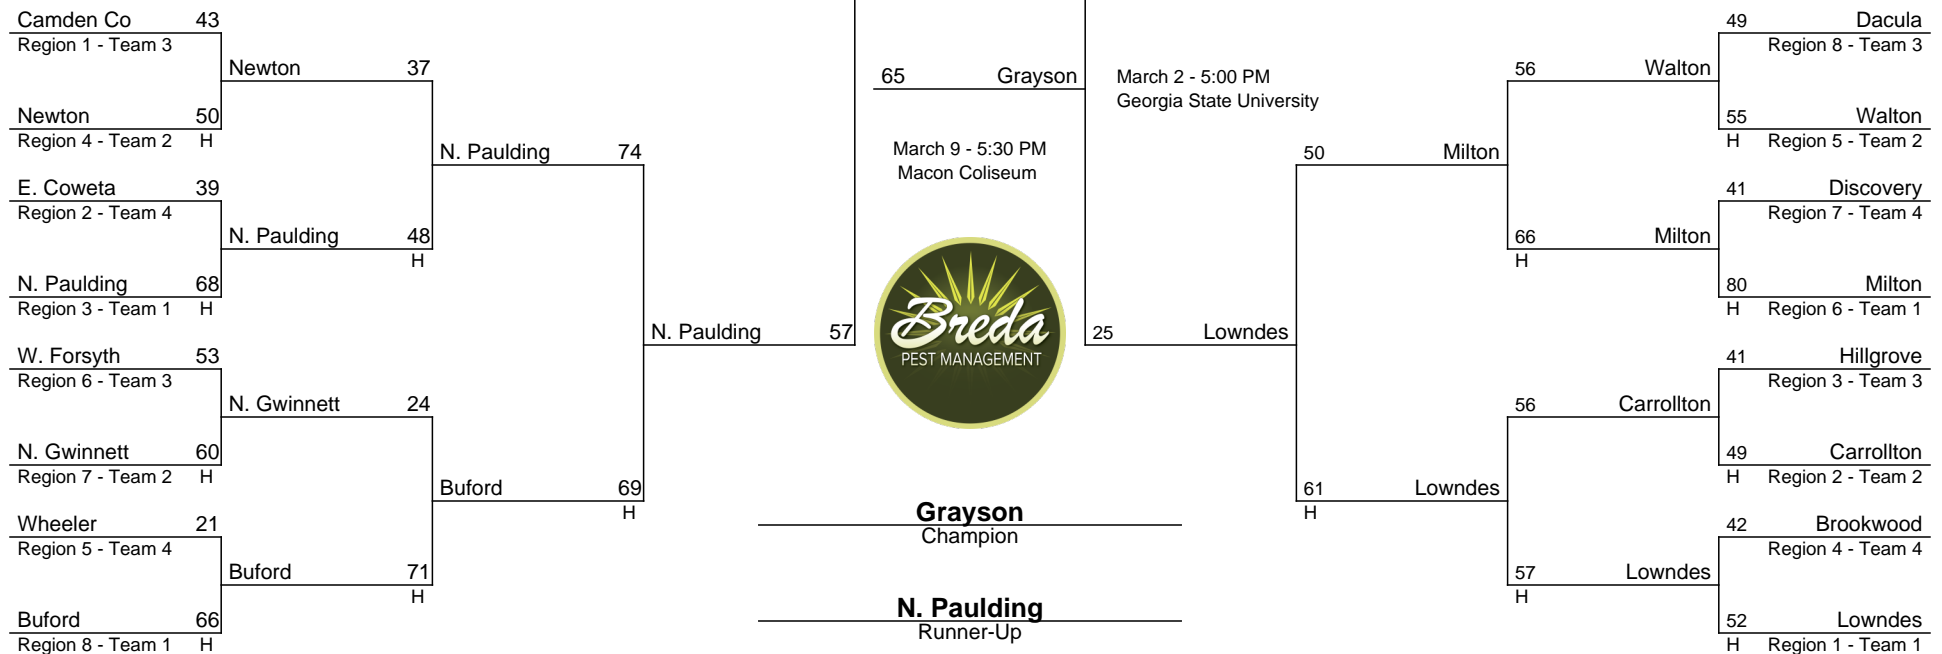 Camden Co 43
Region 1 - Team 3
Newton 50
Region 4 - Team 2 H
E. Coweta 39
Region 2 - Team 4
N. Paulding 68
Region 3 - Team 1 H
W. Forsyth 53
Region 6 - Team 3
N. Gwinnett 60
Region 7 - Team 2 H
Wheeler 21
Region 5 - Team 4
Buford 66
Region 8 - Team 1 H
Newton 37
N. Paulding 48
H
N. Gwinnett 24
Buford 71
H
N. Paulding 74
Buford 69
H
N. Paulding 57
65 Grayson
March 9 - 5:30 PM
Macon Coliseum
Breda
PEST MANAGEMENT
Grayson
Champion
N. Paulding
Runner-Up
March 2 - 5:00 PM
Georgia State University
25 Lowndes
50 Milton
61 Lowndes
H
56 Walton
66 Milton
H
56 Carrollton
57 Lowndes
H
49 Dacula
Region 8 - Team 3
55 Walton
H Region 5 - Team 2
41 Discovery
Region 7 - Team 4
80 Milton
H Region 6 - Team 1
41 Hillgrove
Region 3 - Team 3
49 Carrollton
H Region 2 - Team 2
42 Brookwood
Region 4 - Team 4
52 Lowndes
H Region 1 - Team 1